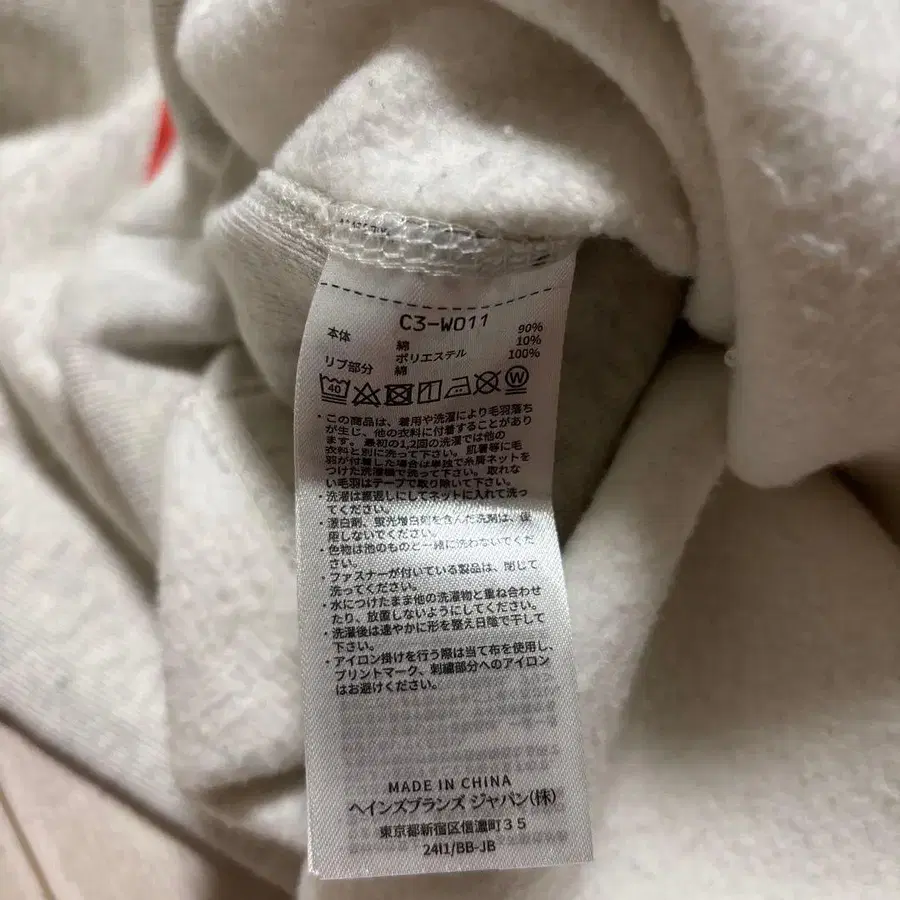 C3-W011
本体 綿 90%
ポリエステル 10%
リブ部分 綿 100%
40 W
・この商品は、着用や洗濯により毛羽落ち
が生じ、他の衣料に付着することがあり
ます。最初の1,2回の洗濯では他の
衣料と別に洗って下さい。肌着等に毛
羽が付着した場合は単独で糸屑ネットを
つけた洗濯機で洗って下さい。取れな
い毛羽はテープで取り除いて下さい。
・洗濯は裏返しにしてネットに入れて洗っ
てください。
・漂白剤、蛍光増白剤を含んだ洗剤は、使
用しないでください。
・色物は他のものと一緒に洗わないでくだ
さい。
・ファスナーが付いている製品は、閉じて
洗ってください。
・水につけたまま他の洗濯物と重ね合わせ
たり、放置しないようにしてください。
・洗濯後は速やかに形を整え日陰で干して
下さい。
・アイロン掛けを行う際は当て布を使用し、
プリントマーク、刺繍部分へのアイロン
はお避けください。
MADE IN CHINA
ヘインズブランズ ジャパン(株)
東京都新宿区信濃町35
24I1/BB-JB